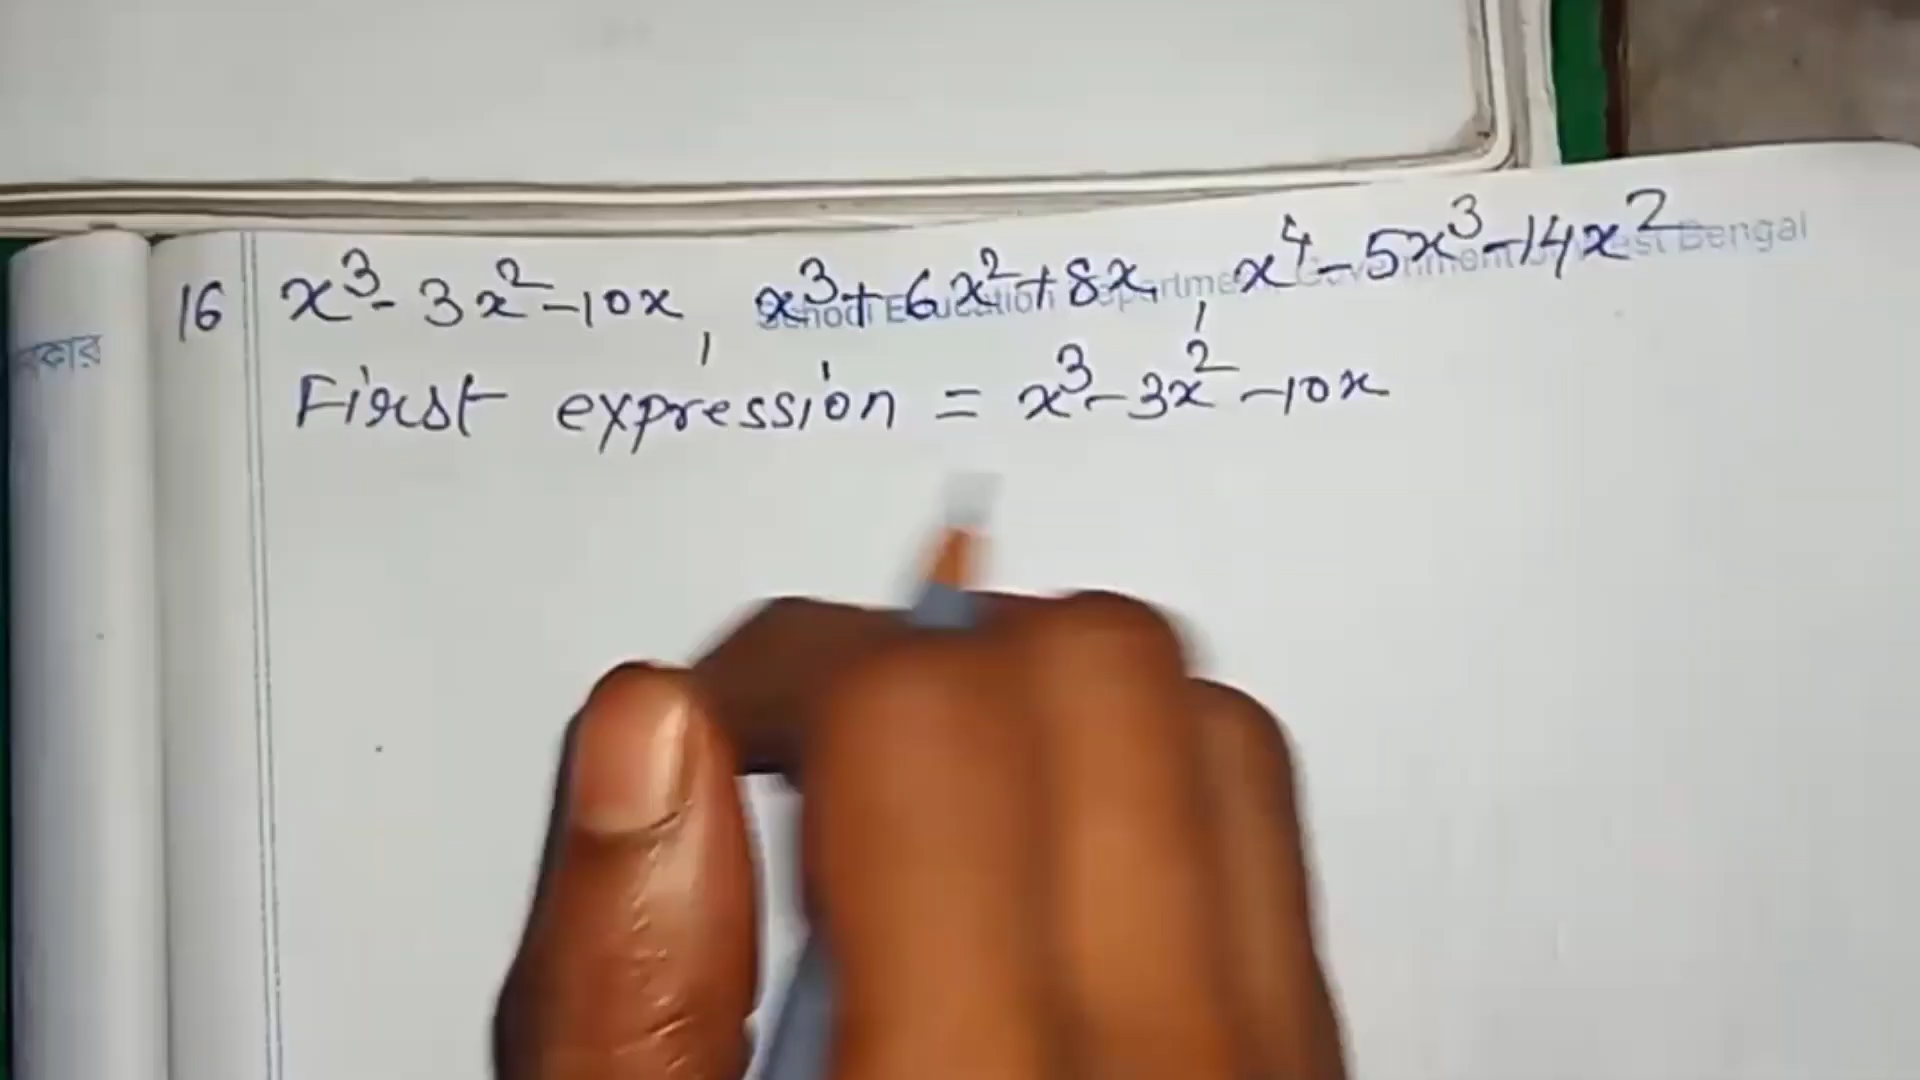 16 x³ - 3x² - 10x, x³ + 6x² + 8x, x⁴ - 5x³ - 14x²
First expression = x³ - 3x² - 10x